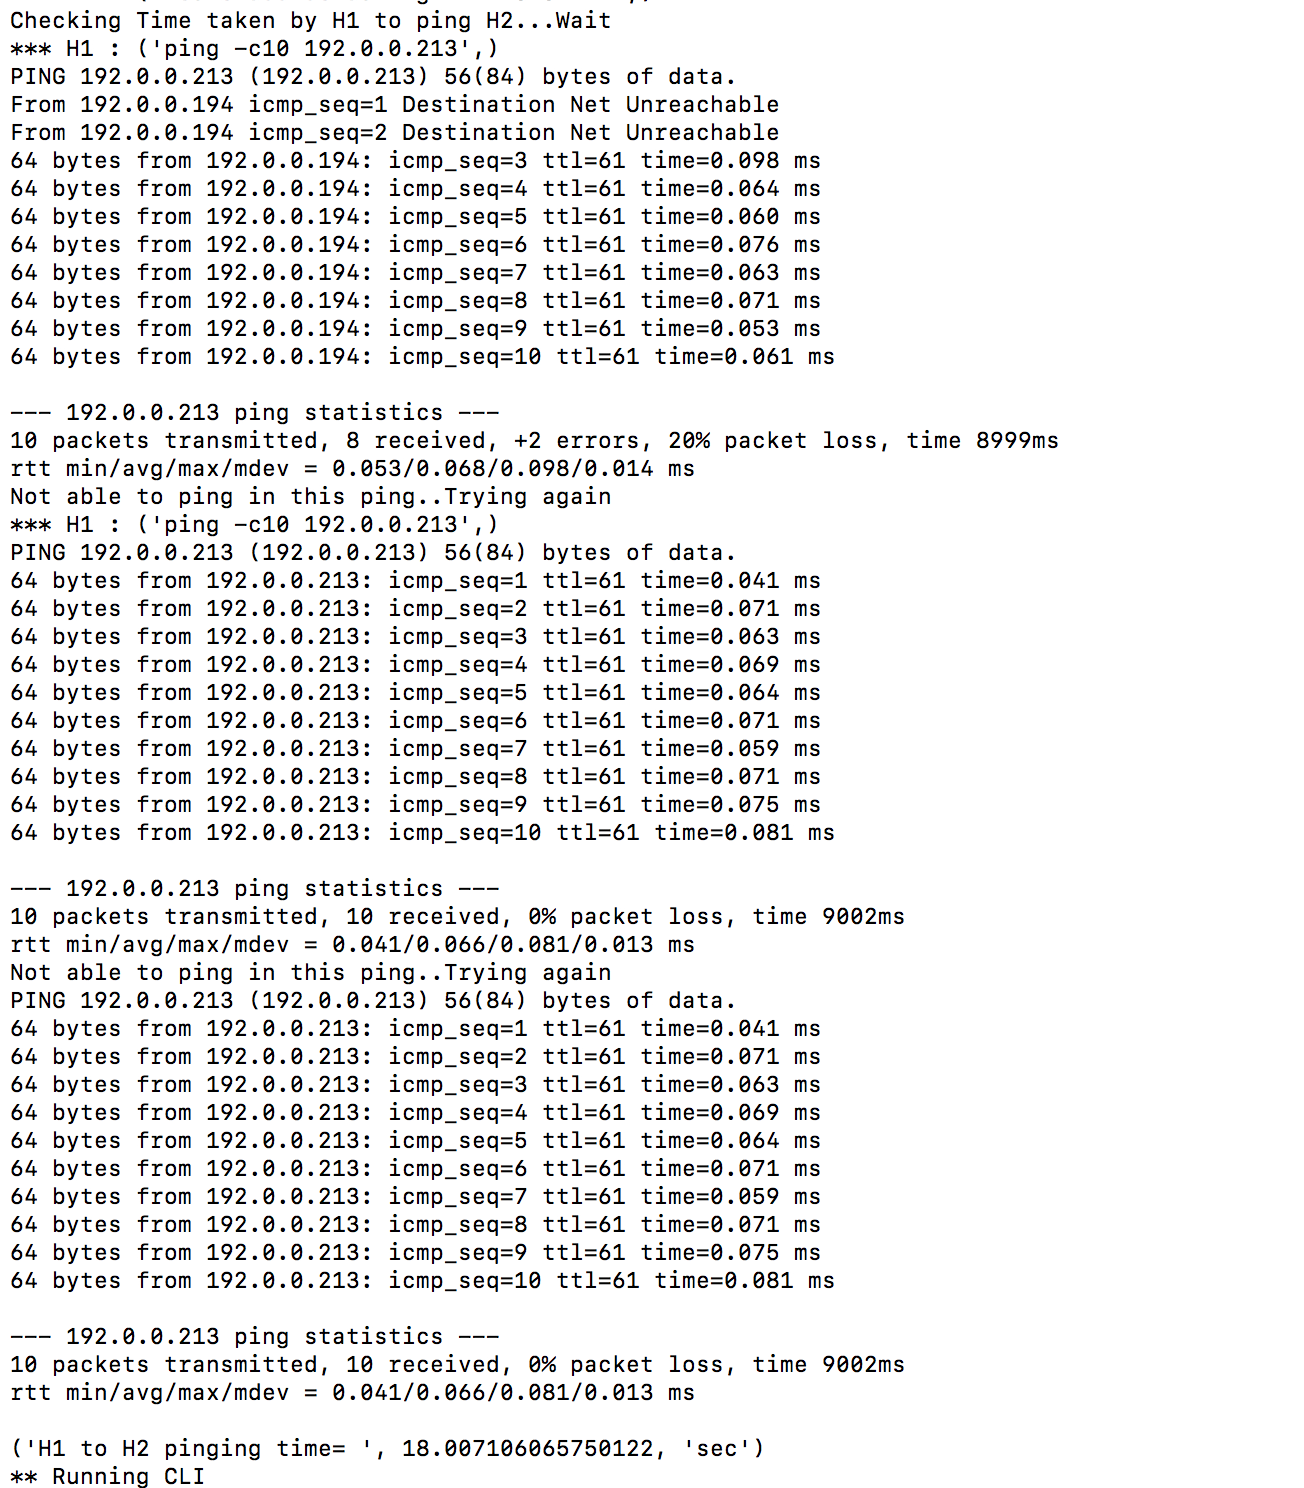 Checking Time taken by H1 to ping H2...Wait
*** H1 : ('ping -c10 192.0.0.213',)
PING 192.0.0.213 (192.0.0.213) 56(84) bytes of data.
From 192.0.0.194 icmp_seq=1 Destination Net Unreachable
From 192.0.0.194 icmp_seq=2 Destination Net Unreachable
64 bytes from 192.0.0.194: icmp_seq=3 ttl=61 time=0.098 ms
64 bytes from 192.0.0.194: icmp_seq=4 ttl=61 time=0.064 ms
64 bytes from 192.0.0.194: icmp_seq=5 ttl=61 time=0.060 ms
64 bytes from 192.0.0.194: icmp_seq=6 ttl=61 time=0.076 ms
64 bytes from 192.0.0.194: icmp_seq=7 ttl=61 time=0.063 ms
64 bytes from 192.0.0.194: icmp_seq=8 ttl=61 time=0.071 ms
64 bytes from 192.0.0.194: icmp_seq=9 ttl=61 time=0.053 ms
64 bytes from 192.0.0.194: icmp_seq=10 ttl=61 time=0.061 ms
--- 192.0.0.213 ping statistics ---
10 packets transmitted, 8 received, +2 errors, 20% packet loss, time 8999ms
rtt min/avg/max/mdev = 0.053/0.068/0.098/0.014 ms
Not able to ping in this ping..Trying again
*** H1 : ('ping -c10 192.0.0.213',)
PING 192.0.0.213 (192.0.0.213) 56(84) bytes of data.
64 bytes from 192.0.0.213: icmp_seq=1 ttl=61 time=0.041 ms
64 bytes from 192.0.0.213: icmp_seq=2 ttl=61 time=0.071 ms
64 bytes from 192.0.0.213: icmp_seq=3 ttl=61 time=0.063 ms
64 bytes from 192.0.0.213: icmp_seq=4 ttl=61 time=0.069 ms
64 bytes from 192.0.0.213: icmp_seq=5 ttl=61 time=0.064 ms
64 bytes from 192.0.0.213: icmp_seq=6 ttl=61 time=0.071 ms
64 bytes from 192.0.0.213: icmp_seq=7 ttl=61 time=0.059 ms
64 bytes from 192.0.0.213: icmp_seq=8 ttl=61 time=0.071 ms
64 bytes from 192.0.0.213: icmp_seq=9 ttl=61 time=0.075 ms
64 bytes from 192.0.0.213: icmp_seq=10 ttl=61 time=0.081 ms
--- 192.0.0.213 ping statistics ---
10 packets transmitted, 10 received, 0% packet loss, time 9002ms
rtt min/avg/max/mdev = 0.041/0.066/0.081/0.013 ms
Not able to ping in this ping..Trying again
PING 192.0.0.213 (192.0.0.213) 56(84) bytes of data.
64 bytes from 192.0.0.213: icmp_seq=1 ttl=61 time=0.041 ms
64 bytes from 192.0.0.213: icmp_seq=2 ttl=61 time=0.071 ms
64 bytes from 192.0.0.213: icmp_seq=3 ttl=61 time=0.063 ms
64 bytes from 192.0.0.213: icmp_seq=4 ttl=61 time=0.069 ms
64 bytes from 192.0.0.213: icmp_seq=5 ttl=61 time=0.064 ms
64 bytes from 192.0.0.213: icmp_seq=6 ttl=61 time=0.071 ms
64 bytes from 192.0.0.213: icmp_seq=7 ttl=61 time=0.059 ms
64 bytes from 192.0.0.213: icmp_seq=8 ttl=61 time=0.071 ms
64 bytes from 192.0.0.213: icmp_seq=9 ttl=61 time=0.075 ms
64 bytes from 192.0.0.213: icmp_seq=10 ttl=61 time=0.081 ms
--- 192.0.0.213 ping statistics ---
10 packets transmitted, 10 received, 0% packet loss, time 9002ms
rtt min/avg/max/mdev = 0.041/0.066/0.081/0.013 ms
('H1 to H2 pinging time= ', 18.007106065750122, 'sec')
** Running CLI